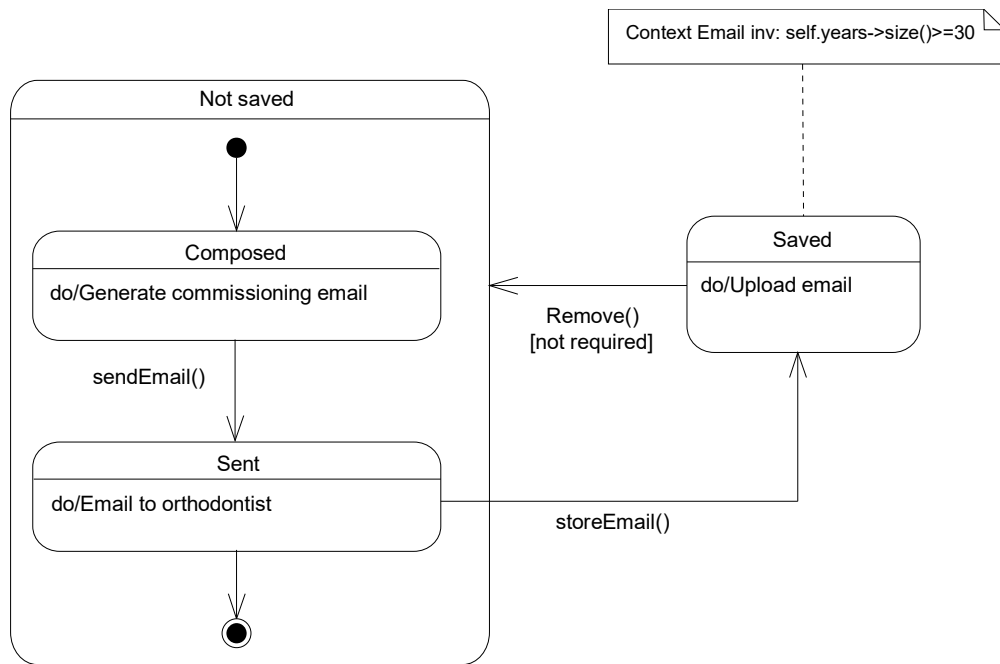 Context Email inv: self.years->size()>=30
Not saved
Composed
do/Generate commissioning email
sendEmail()
Sent
do/Email to orthodontist
Saved
do/Upload email
Remove()
[not required]
storeEmail()